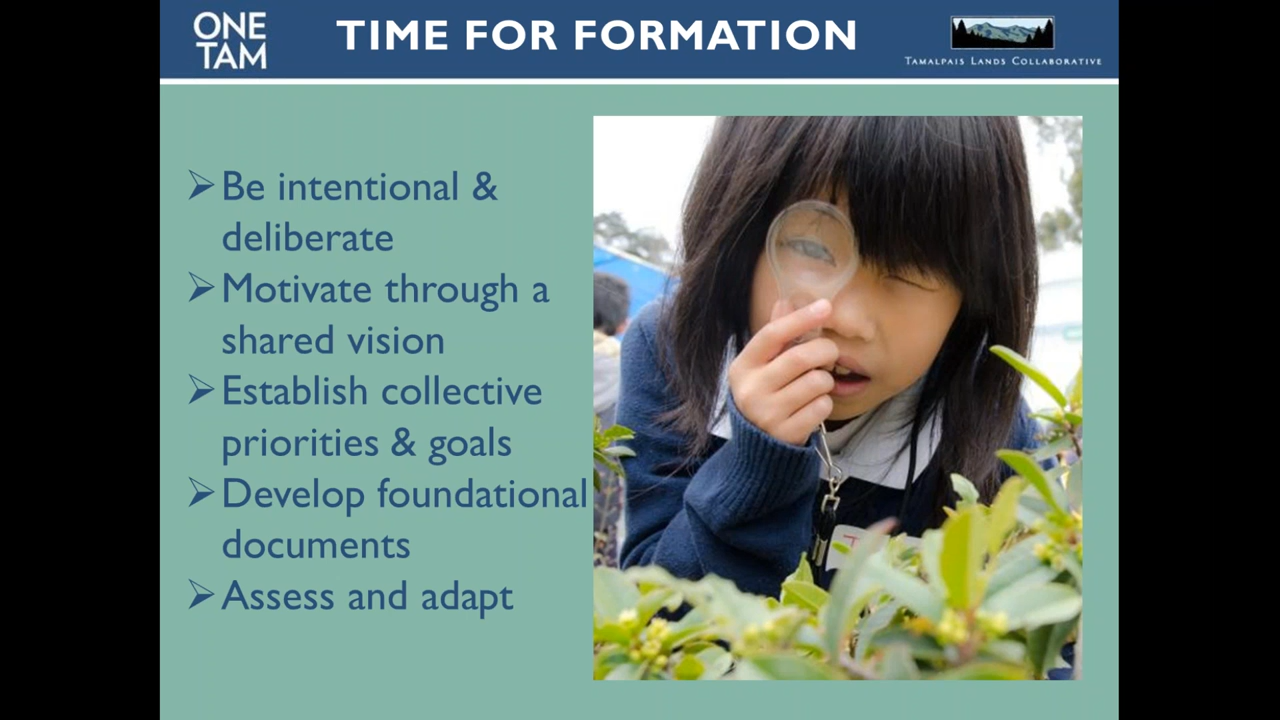 ONE
TAM
TIME FOR FORMATION
TAMALPAIS LANDS COLLABORATIVE
➢Be intentional &
deliberate
➢Motivate through a
shared vision
➢Establish collective
priorities & goals
➢Develop foundational
documents
➢Assess and adapt